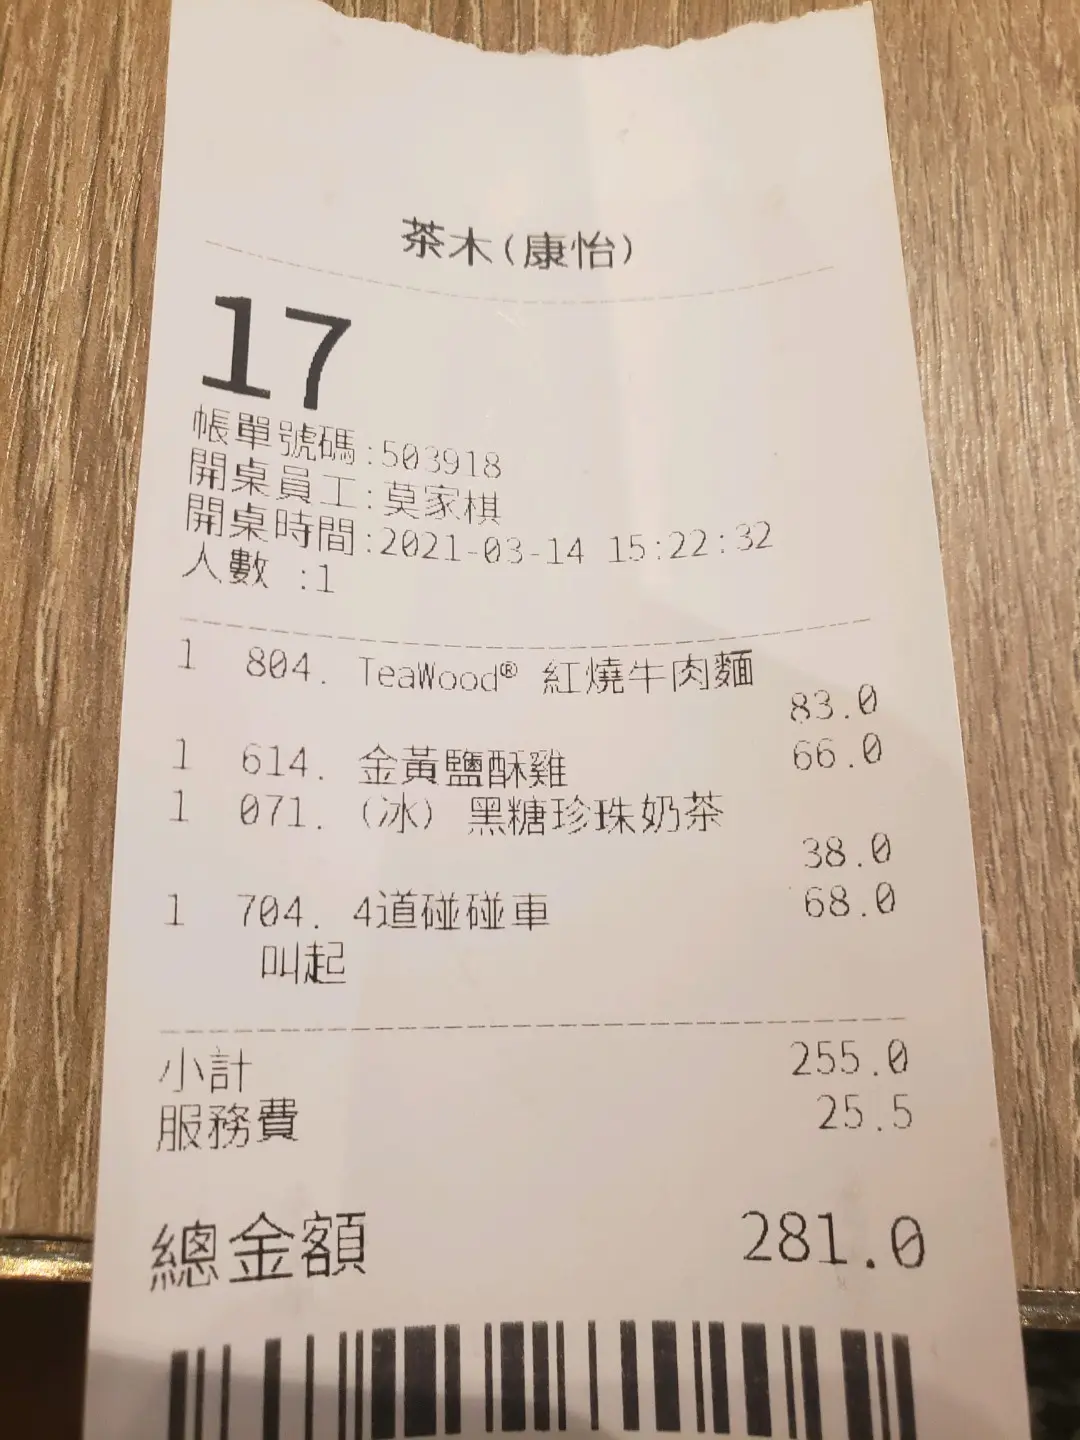 茶木(康怡)
17
帳單號碼:503918
開桌員工:莫家棋
開桌時間:2021-03-14 15:22:32
人數 :1
1 804. TeaWood® 紅燒牛肉麵
83.0
1 614. 金黃鹽酥雞 66.0
1 071. (冰) 黑糖珍珠奶茶
38.0
1 704. 4道碰碰車 68.0
叫起
小計 255.0
服務費 25.5
總金額 281.0